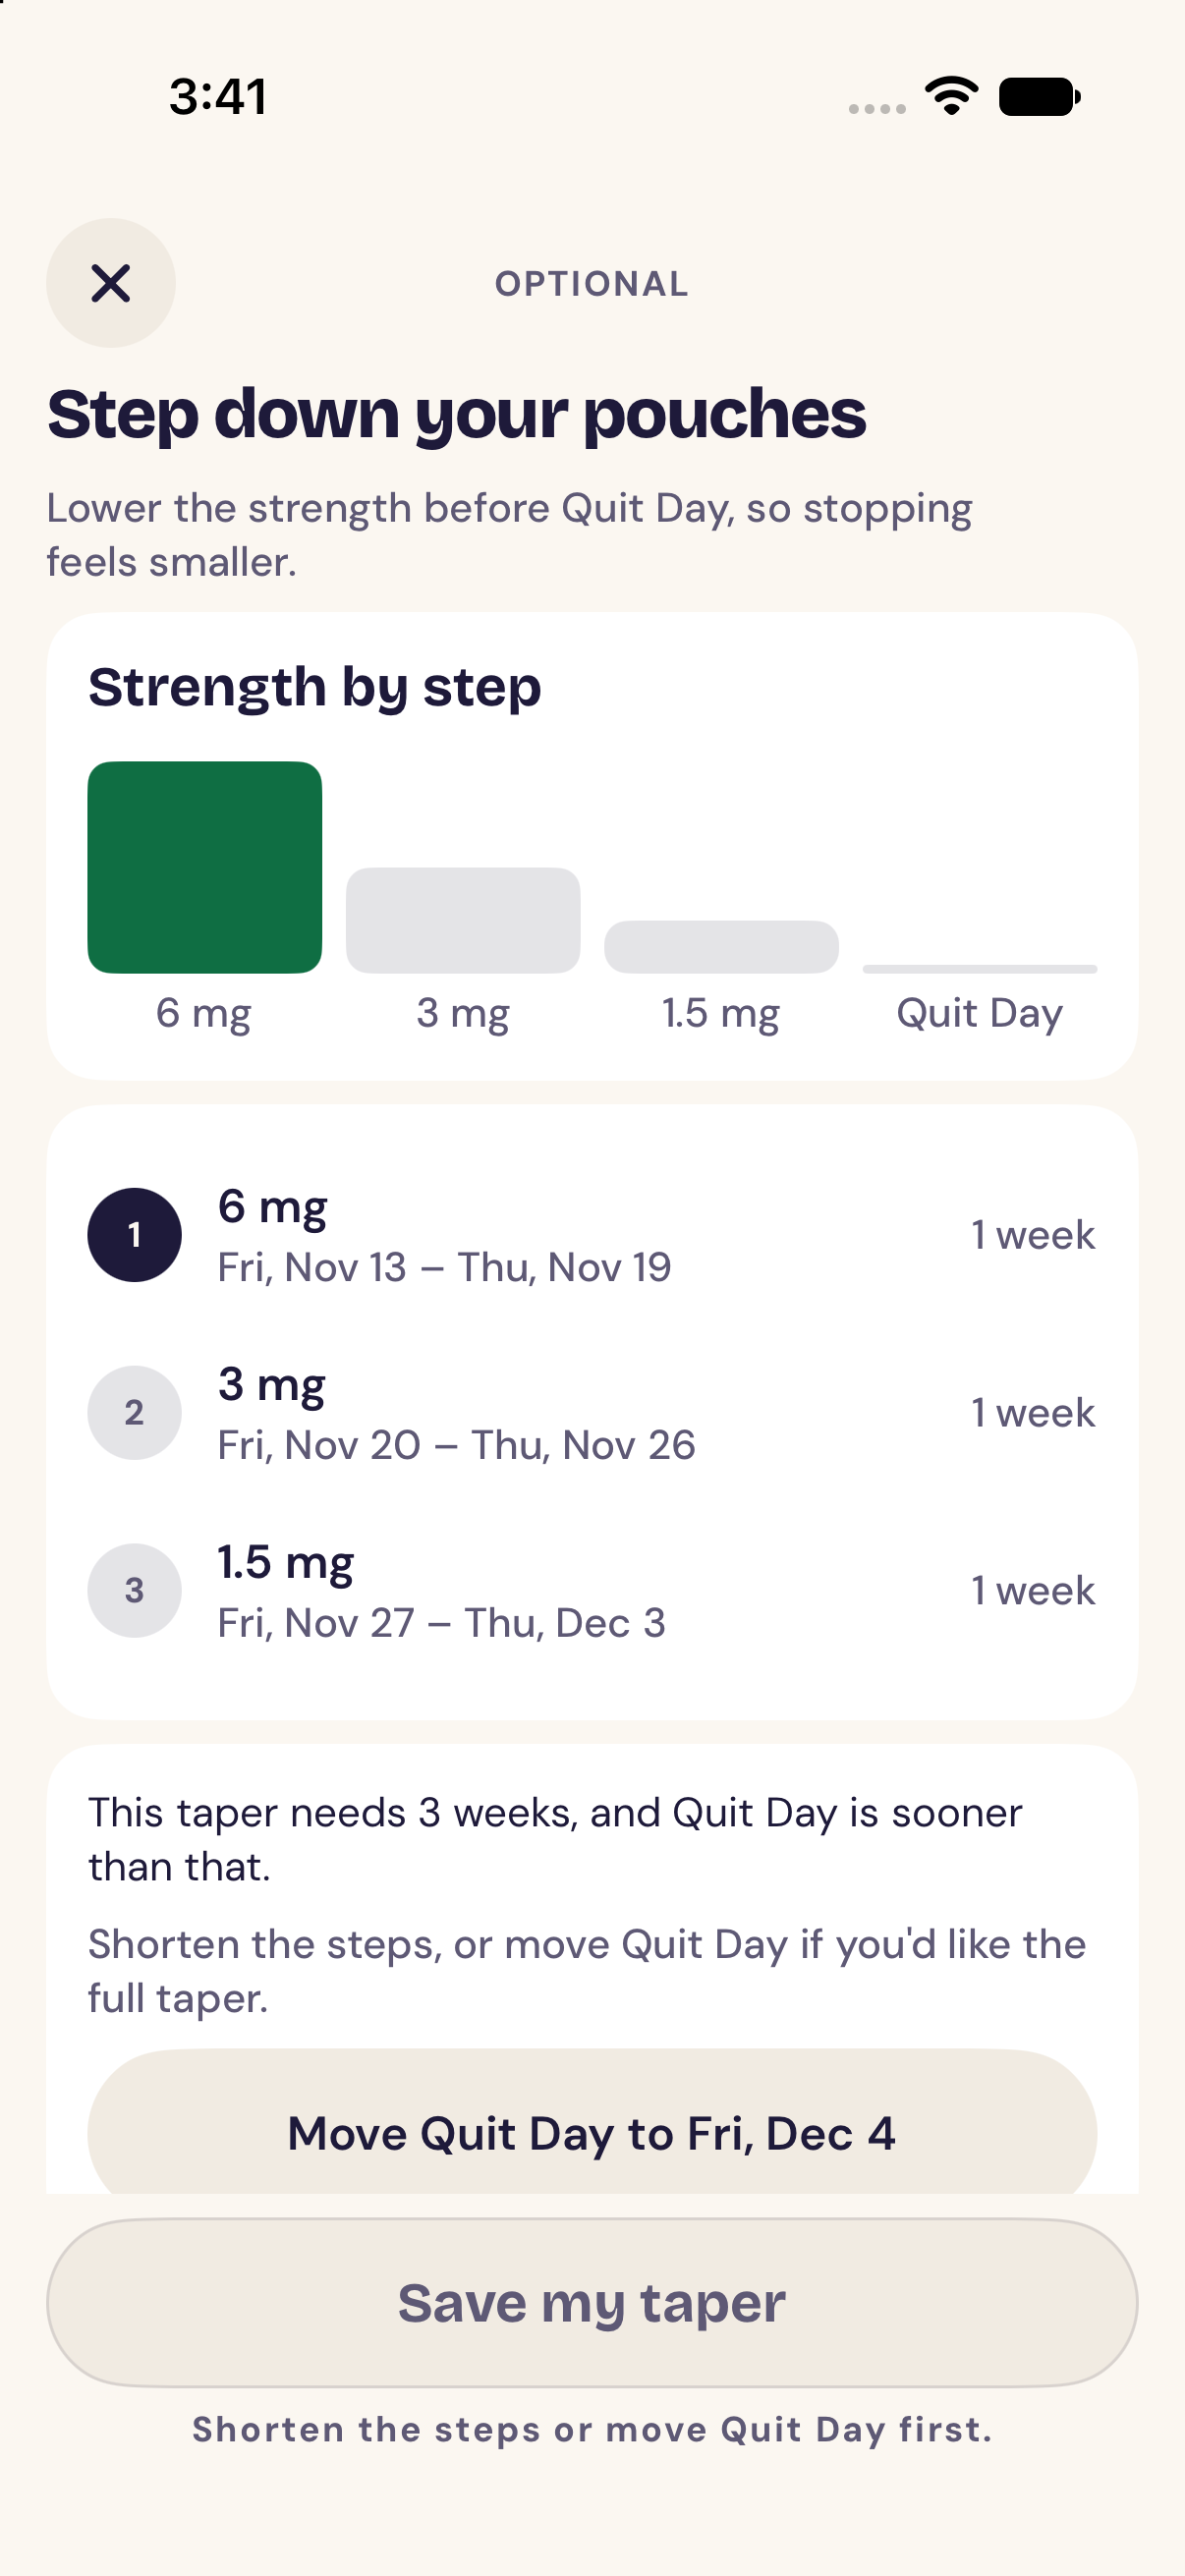 3:41
OPTIONAL
Step down your pouches
Lower the strength before Quit Day, so stopping
feels smaller.
Strength by step
6 mg
3 mg
1.5 mg
Quit Day
1
6 mg
Fri, Nov 13 – Thu, Nov 19
1 week
2
3 mg
Fri, Nov 20 – Thu, Nov 26
1 week
3
1.5 mg
Fri, Nov 27 – Thu, Dec 3
1 week
This taper needs 3 weeks, and Quit Day is sooner
than that.
Shorten the steps, or move Quit Day if you'd like the
full taper.
Move Quit Day to Fri, Dec 4
Save my taper
Shorten the steps or move Quit Day first.